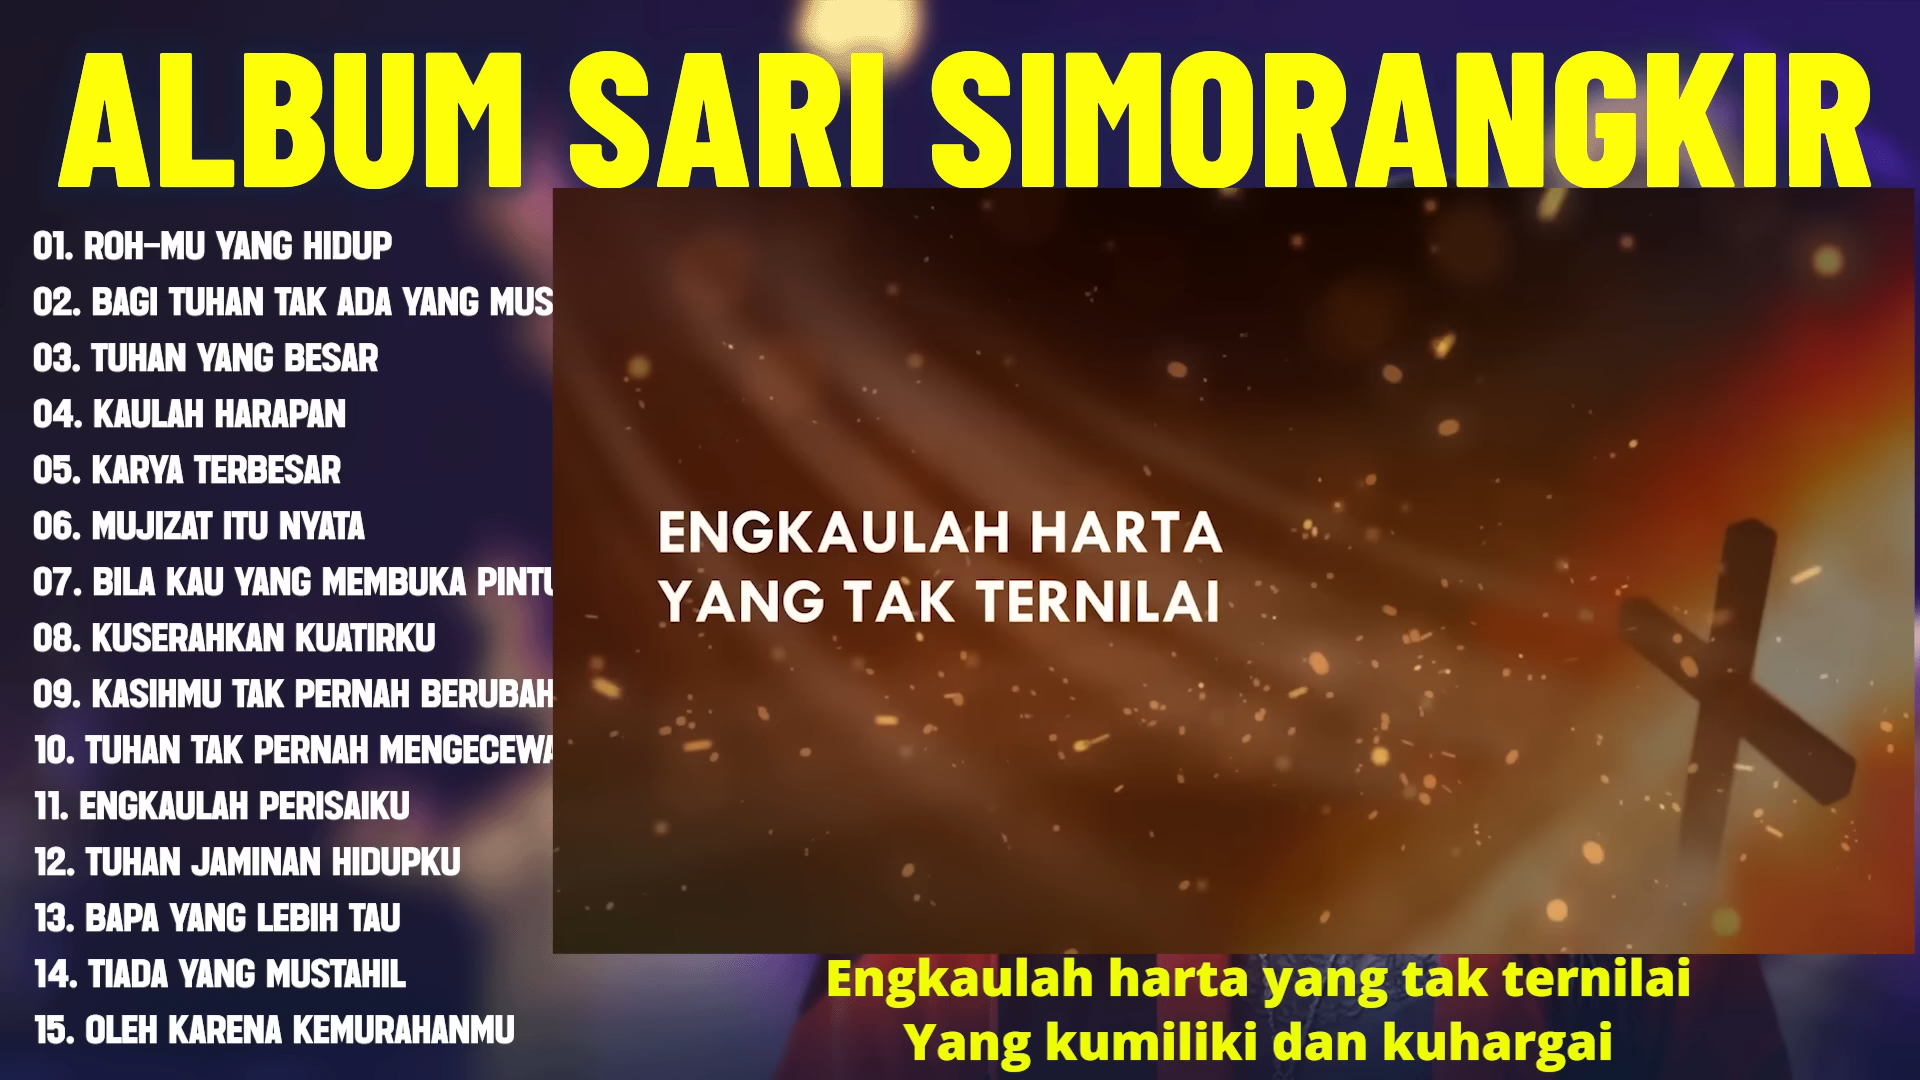 ALBUM SARI SIMORANGKIR
01. ROH-MU YANG HIDUP
02. BAGI TUHAN TAK ADA YANG MUS
03. TUHAN YANG BESAR
04. KAULAH HARAPAN
05. KARYA TERBESAR
06. MUJIZAT ITU NYATA
07. BILA KAU YANG MEMBUKA PINTU
08. KUSERAHKAN KUATIRKU
09. KASIHMU TAK PERNAH BERUBAH
10. TUHAN TAK PERNAH MENGECEWA
11. ENGKAULAH PERISAIKU
12. TUHAN JAMINAN HIDUPKU
13. BAPA YANG LEBIH TAU
14. TIADA YANG MUSTAHIL
15. OLEH KARENA KEMURAHANMU
ENGKAULAH HARTA
YANG TAK TERNILAI
Engkaulah harta yang tak ternilai
Yang kumiliki dan kuhargai